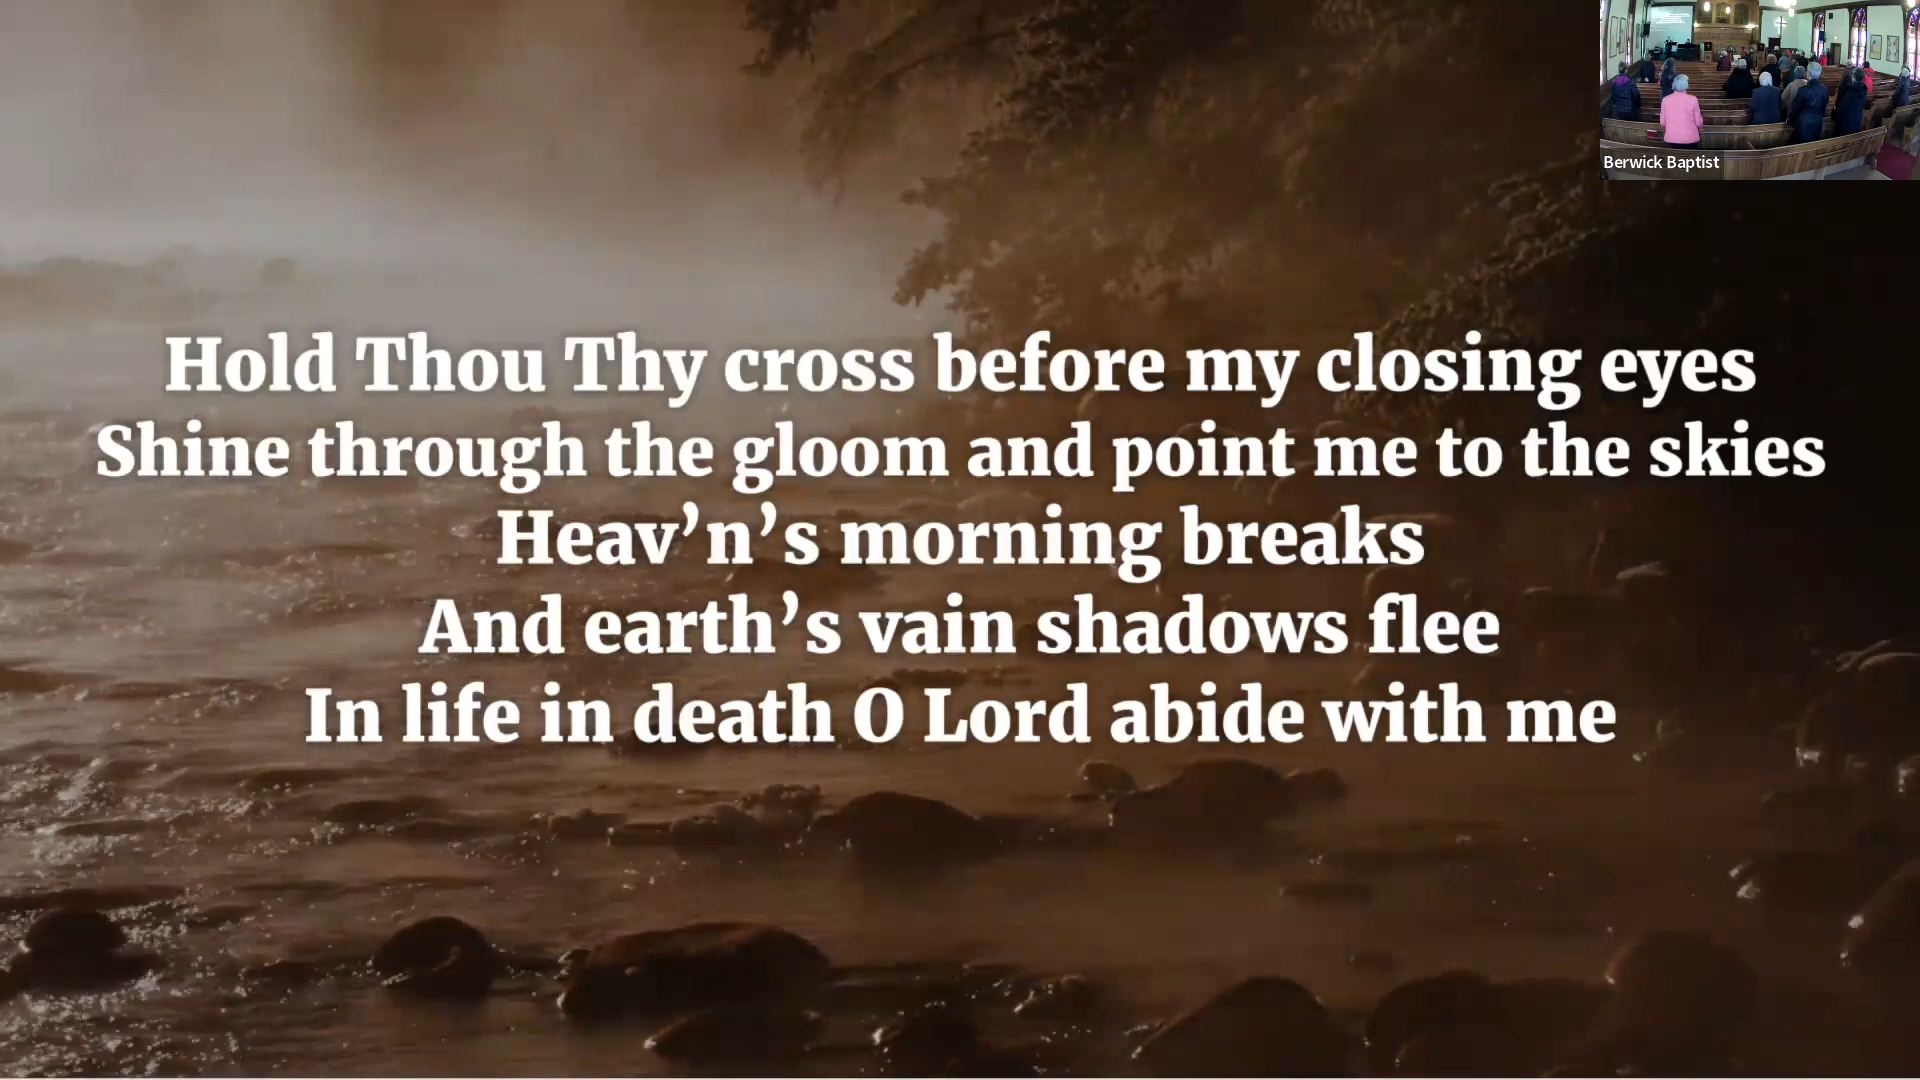 Hold Thou Thy cross before my closing eyes
Shine through the gloom and point me to the skies
Heav’n’s morning breaks
And earth’s vain shadows flee
In life in death O Lord abide with me
Berwick Baptist